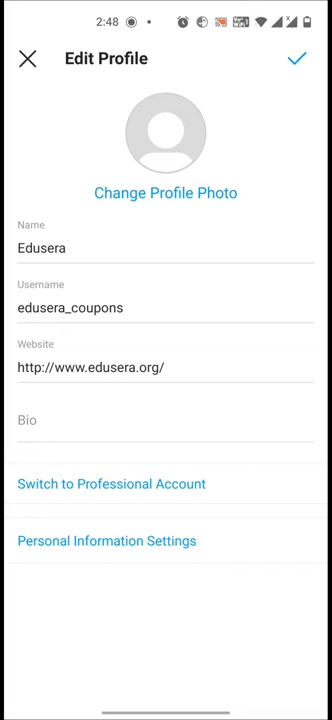 2:48
Edit Profile
Change Profile Photo
Name
Edusera
Username
edusera_coupons
Website
http://www.edusera.org/
Bio
Switch to Professional Account
Personal Information Settings